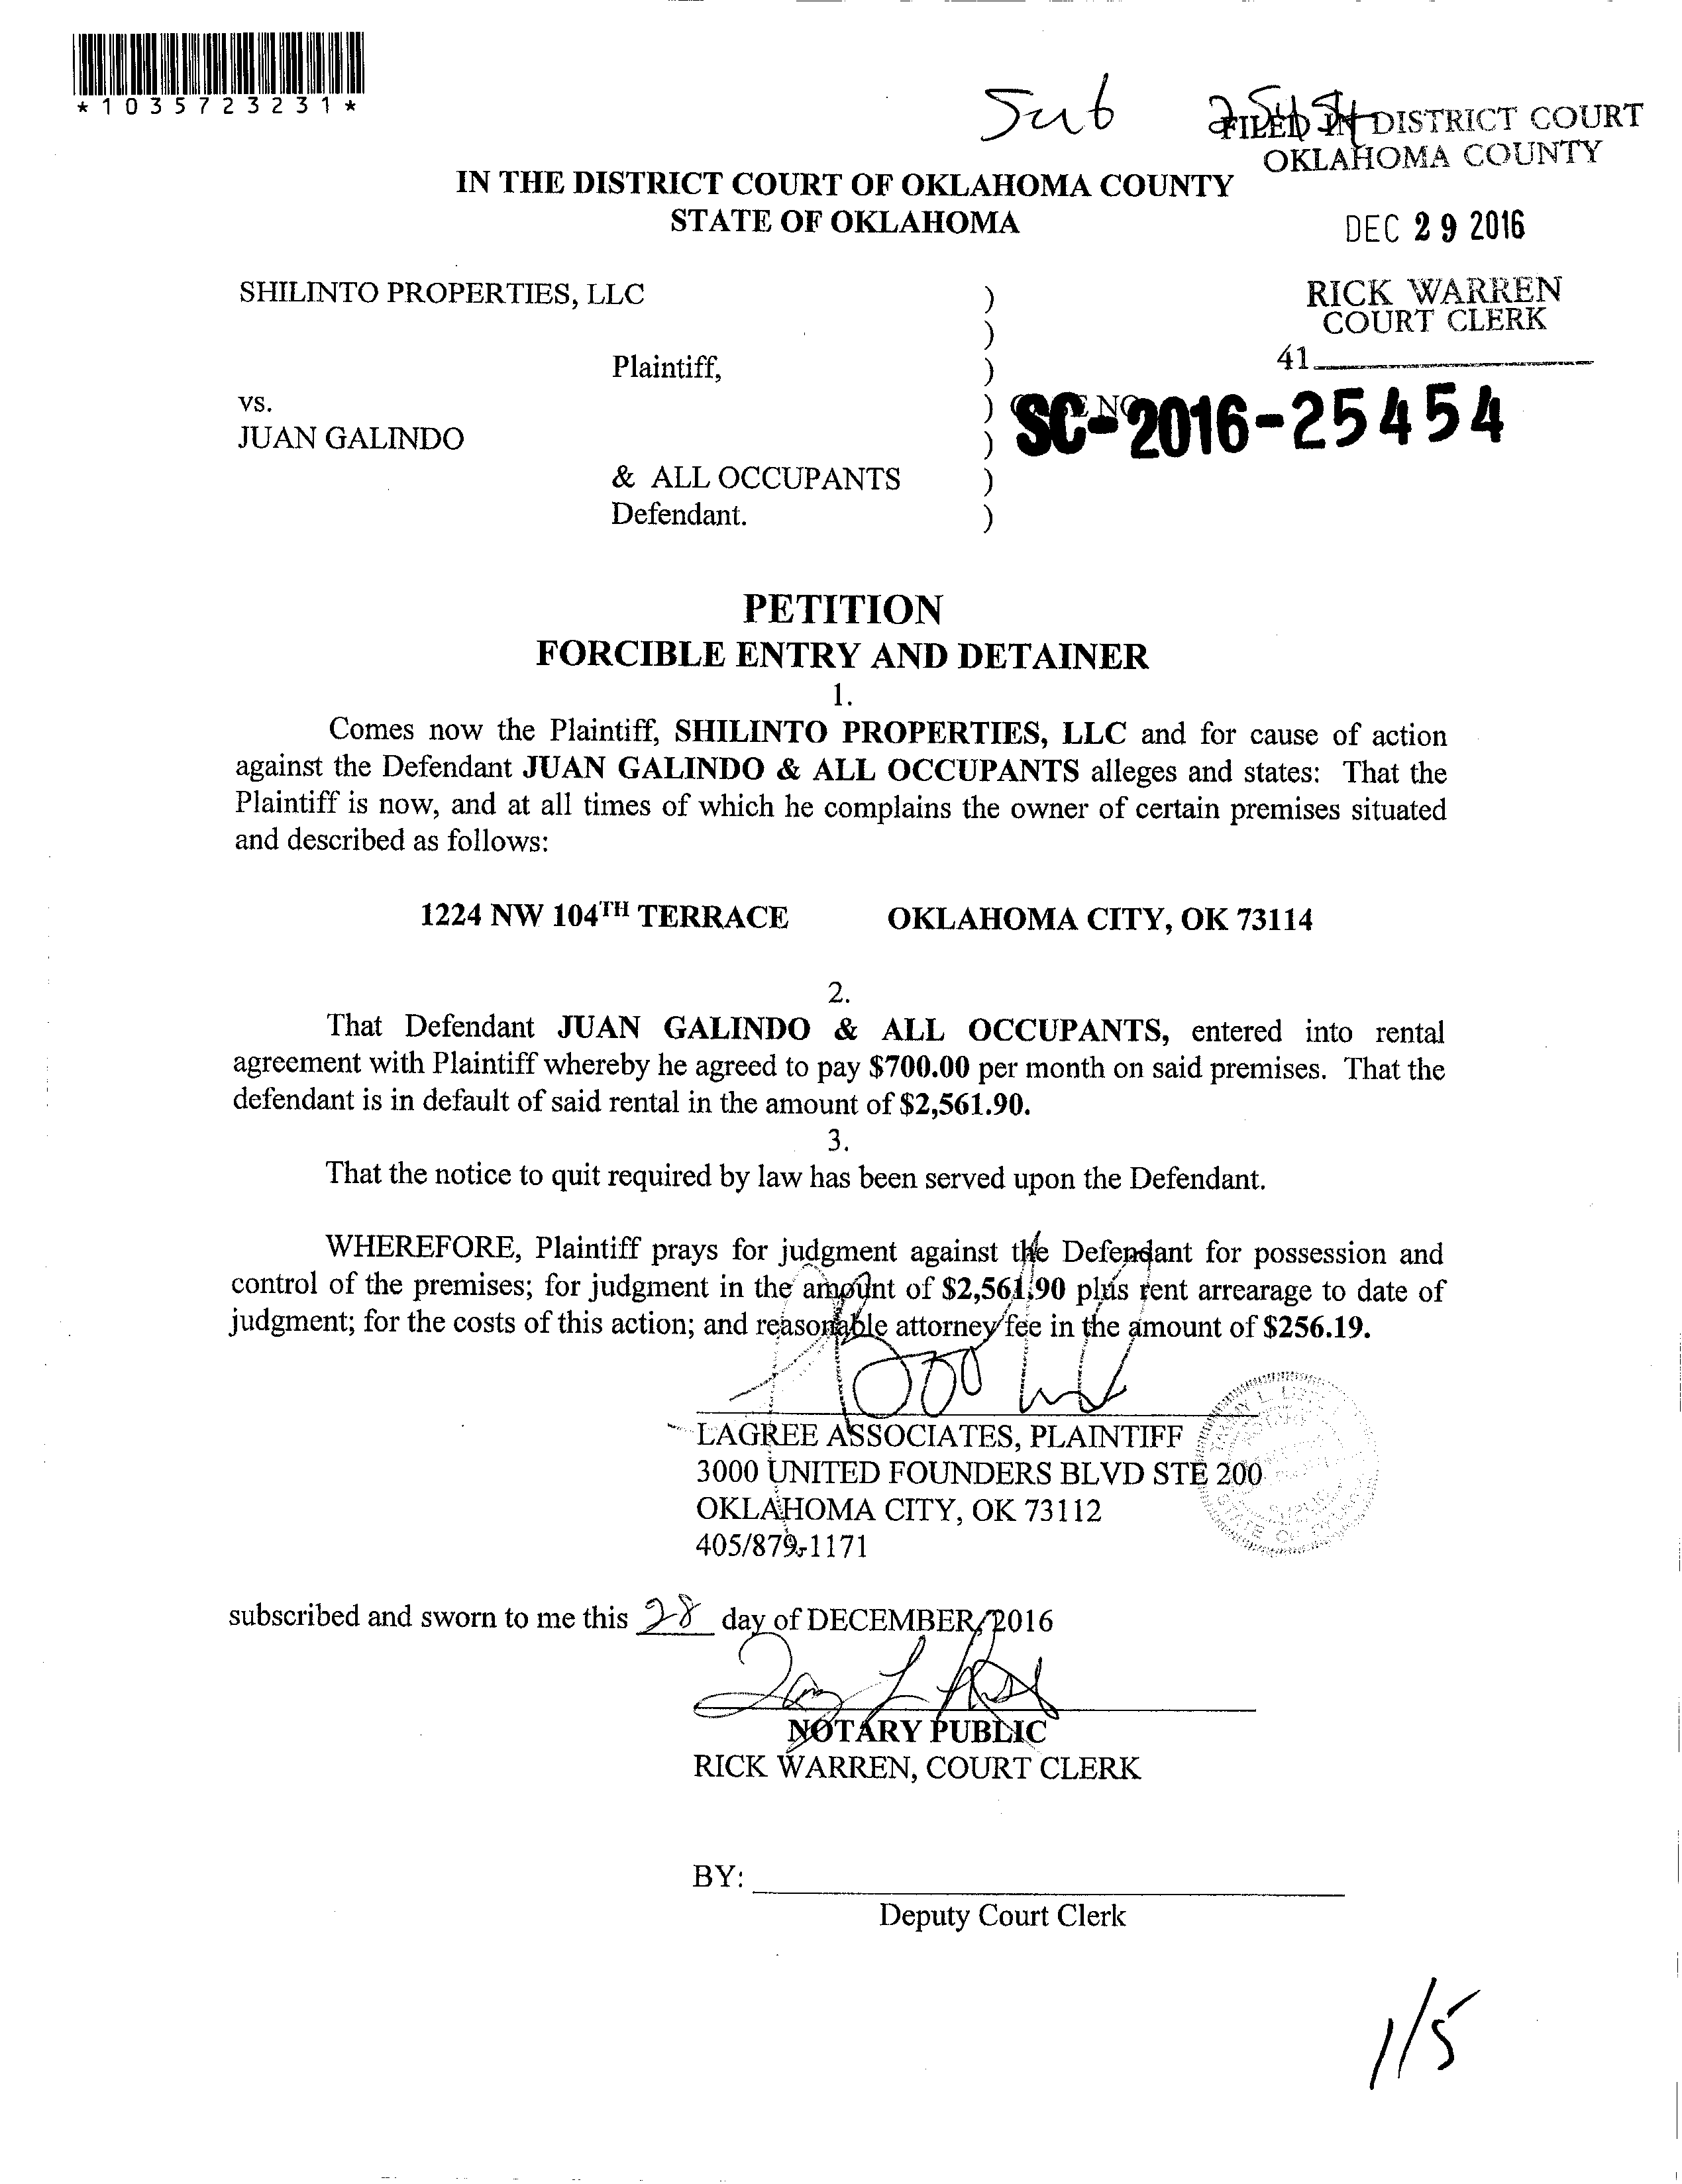 *1035723231*
Sub 25454
FILED IN DISTRICT COURT
OKLAHOMA COUNTY
IN THE DISTRICT COURT OF OKLAHOMA COUNTY
STATE OF OKLAHOMA
DEC 29 2016
SHILINTO PROPERTIES, LLC )
RICK WARREN
COURT CLERK
)
Plaintiff, )
41
vs. )
SC-2016-25454
JUAN GALINDO )
& ALL OCCUPANTS )
Defendant. )
PETITION
FORCIBLE ENTRY AND DETAINER
1.
Comes now the Plaintiff, SHILINTO PROPERTIES, LLC and for cause of action
against the Defendant JUAN GALINDO & ALL OCCUPANTS alleges and states: That the
Plaintiff is now, and at all times of which he complains the owner of certain premises situated
and described as follows:
1224 NW 104TH TERRACE OKLAHOMA CITY, OK 73114
2.
That Defendant JUAN GALINDO & ALL OCCUPANTS, entered into rental
agreement with Plaintiff whereby he agreed to pay $700.00 per month on said premises. That the
defendant is in default of said rental in the amount of $2,561.90.
3.
That the notice to quit required by law has been served upon the Defendant.
WHEREFORE, Plaintiff prays for judgment against the Defendant for possession and
control of the premises; for judgment in the amount of $2,561.90 plus rent arrearage to date of
judgment; for the costs of this action; and reasonable attorney fee in the amount of $256.19.
LAGREE ASSOCIATES, PLAINTIFF
3000 UNITED FOUNDERS BLVD STE 200
OKLAHOMA CITY, OK 73112
405/879-1171
subscribed and sworn to me this 28 day of DECEMBER, 2016
NOTARY PUBLIC
RICK WARREN, COURT CLERK
BY:
Deputy Court Clerk
1/5